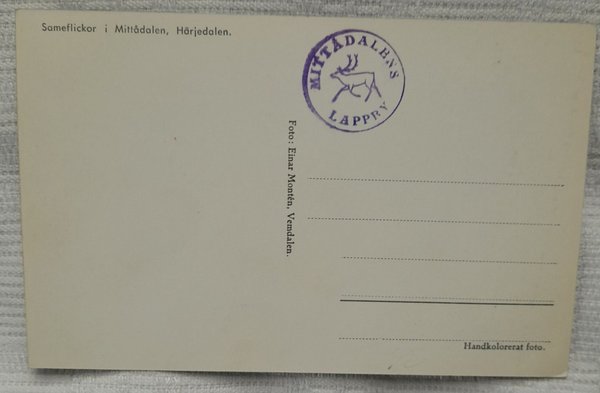 Sameflickor i Mittådalen, Härjedalen.
MITTÅDALENS
LAPPBY
Foto: Einar Montén, Vemdalen.
Handkolorerat foto.